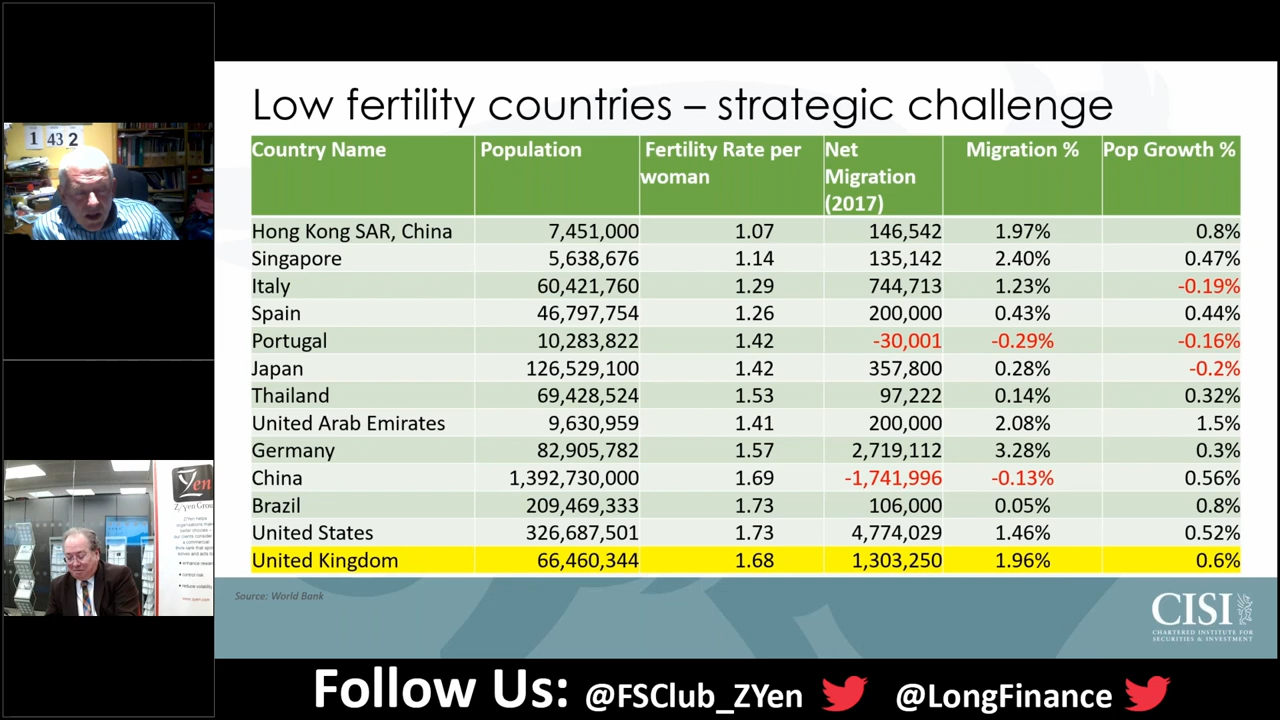 Low fertility countries – strategic challenge
Country Name Population Fertility Rate per woman Net Migration (2017) Migration % Pop Growth %
Hong Kong SAR, China 7,451,000 1.07 146,542 1.97% 0.8%
Singapore 5,638,676 1.14 135,142 2.40% 0.47%
Italy 60,421,760 1.29 744,713 1.23% -0.19%
Spain 46,797,754 1.26 200,000 0.43% 0.44%
Portugal 10,283,822 1.42 -30,001 -0.29% -0.16%
Japan 126,529,100 1.42 357,800 0.28% -0.2%
Thailand 69,428,524 1.53 97,222 0.14% 0.32%
United Arab Emirates 9,630,959 1.41 200,000 2.08% 1.5%
Germany 82,905,782 1.57 2,719,112 3.28% 0.3%
China 1,392,730,000 1.69 -1,741,996 -0.13% 0.56%
Brazil 209,469,333 1.73 106,000 0.05% 0.8%
United States 326,687,501 1.73 4,774,029 1.46% 0.52%
United Kingdom 66,460,344 1.68 1,303,250 1.96% 0.6%
Source: World Bank
CISI
CHARTERED INSTITUTE FOR
SECURITIES & INVESTMENT
Follow Us: @FSClub_ZYen @LongFinance
1 43 2
Zyen
Z/Yen Grou